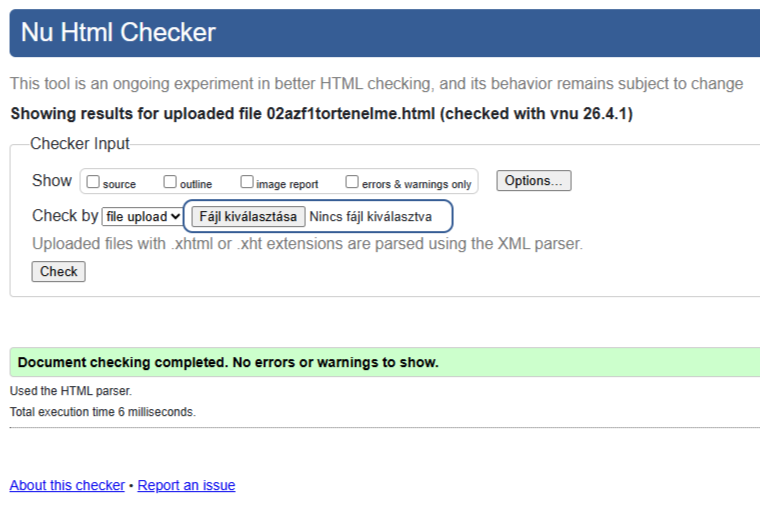 Nu Html Checker
This tool is an ongoing experiment in better HTML checking, and its behavior remains subject to change
Showing results for uploaded file 02azf1tortenelme.html (checked with vnu 26.4.1)
Checker Input
Show source outline image report errors & warnings only Options...
Check by file upload Fájl kiválasztása Nincs fájl kiválasztva
Uploaded files with .xhtml or .xht extensions are parsed using the XML parser.
Check
Document checking completed. No errors or warnings to show.
Used the HTML parser.
Total execution time 6 milliseconds.
About this checker • Report an issue